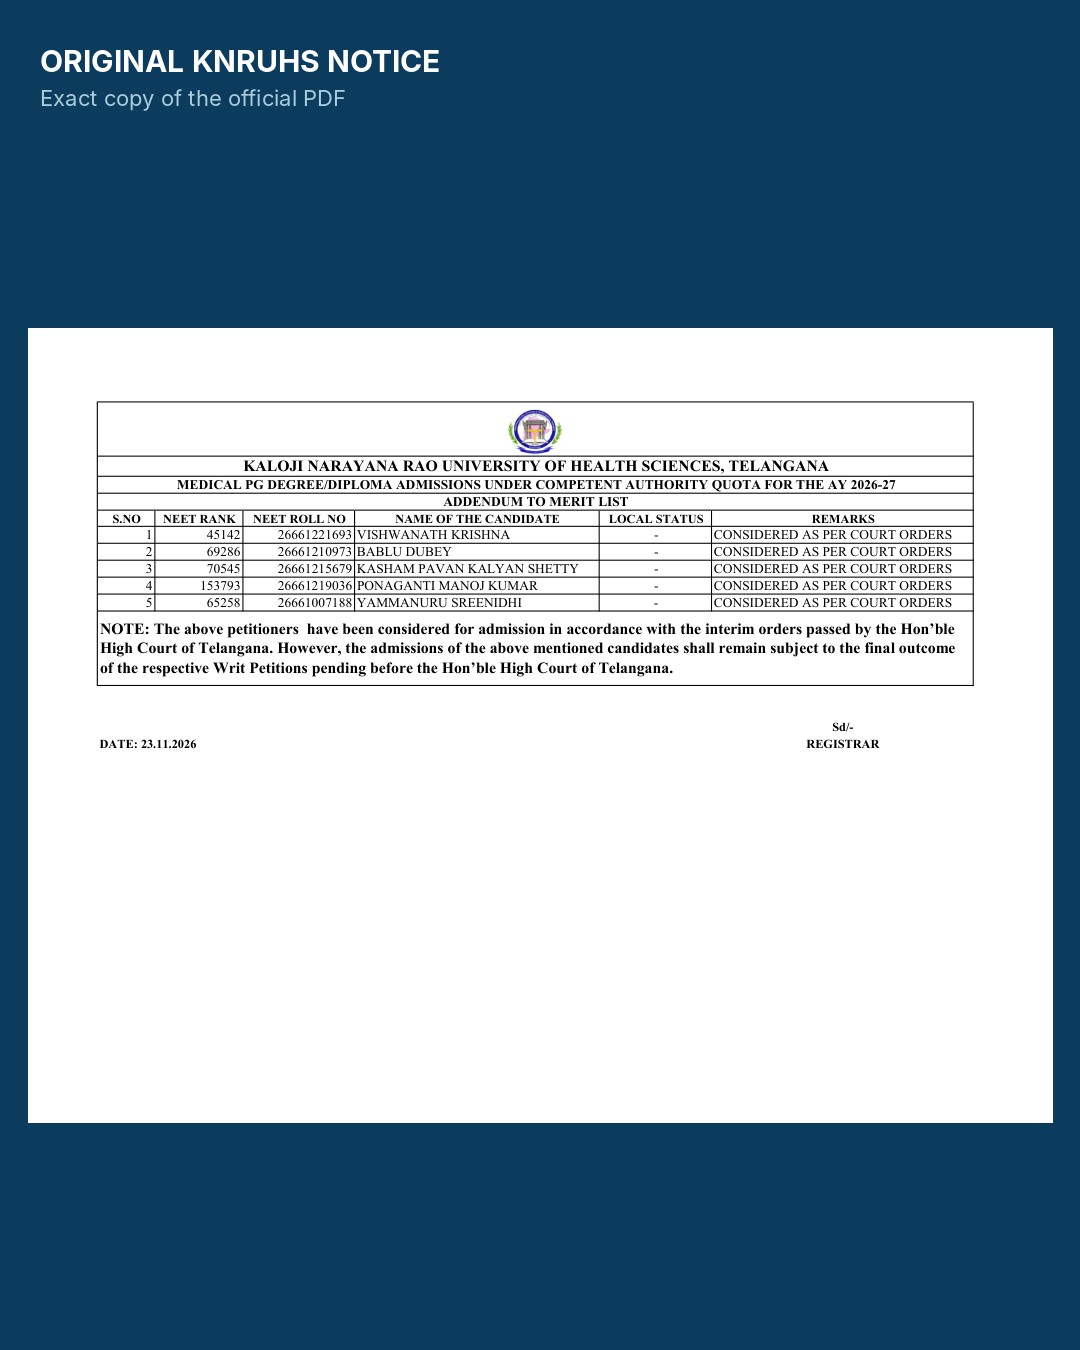 ORIGINAL KNRUHS NOTICE
Exact copy of the official PDF
KALOJI NARAYANA RAO UNIVERSITY OF HEALTH SCIENCES, TELANGANA
MEDICAL PG DEGREE/DIPLOMA ADMISSIONS UNDER COMPETENT AUTHORITY QUOTA FOR THE AY 2026-27
ADDENDUM TO MERIT LIST
S.NO NEET RANK NEET ROLL NO NAME OF THE CANDIDATE LOCAL STATUS REMARKS
1 45142 26661221693 VISHWANATH KRISHNA - CONSIDERED AS PER COURT ORDERS
2 69286 26661210973 BABLU DUBEY - CONSIDERED AS PER COURT ORDERS
3 70545 26661215679 KASHAM PAVAN KALYAN SHETTY - CONSIDERED AS PER COURT ORDERS
4 153793 26661219036 PONAGANTI MANOJ KUMAR - CONSIDERED AS PER COURT ORDERS
5 65258 26661007188 YAMMANURU SREENIDHI - CONSIDERED AS PER COURT ORDERS
NOTE: The above petitioners  have been considered for admission in accordance with the interim orders passed by the Hon’ble
High Court of Telangana. However, the admissions of the above mentioned candidates shall remain subject to the final outcome
of the respective Writ Petitions pending before the Hon’ble High Court of Telangana.
Sd/-
DATE: 23.11.2026 REGISTRAR